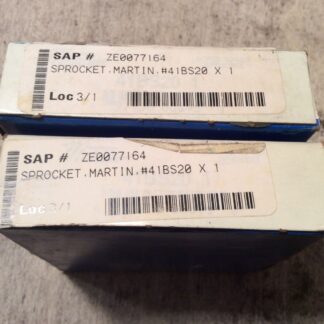 SAP # ZE0077164
SPROCKET,MARTIN,#41BS20 X 1
Loc 3/1
SAP # ZE0077164
SPROCKET,MARTIN,#41BS20 X 1
Loc 3/1